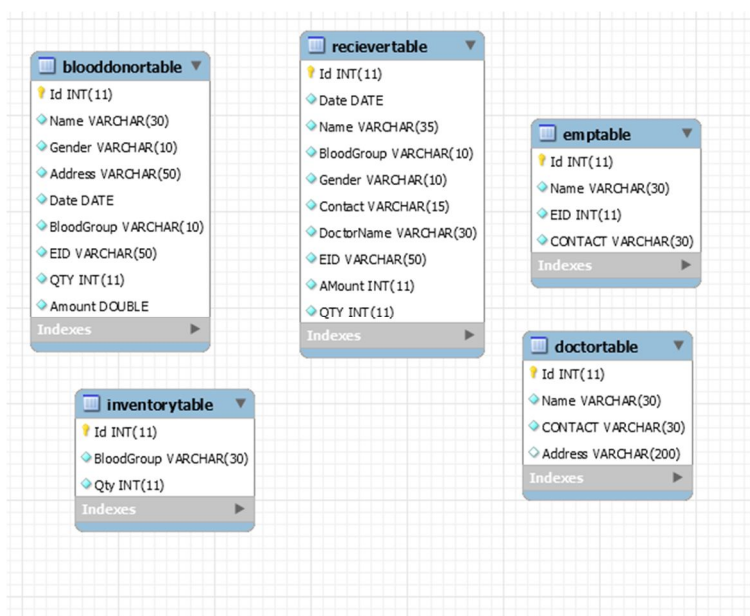 blooddonortable
Id INT(11)
Name VARCHAR(30)
Gender VARCHAR(10)
Address VARCHAR(50)
Date DATE
BloodGroup VARCHAR(10)
EID VARCHAR(50)
QTY INT(11)
Amount DOUBLE
Indexes
recievertable
Id INT(11)
Date DATE
Name VARCHAR(35)
BloodGroup VARCHAR(10)
Gender VARCHAR(10)
Contact VARCHAR(15)
DoctorName VARCHAR(30)
EID VARCHAR(50)
AMount INT(11)
QTY INT(11)
Indexes
emptable
Id INT(11)
Name VARCHAR(30)
EID INT(11)
CONTACT VARCHAR(30)
Indexes
doctortable
Id INT(11)
Name VARCHAR(30)
CONTACT VARCHAR(30)
Address VARCHAR(200)
Indexes
inventorytable
Id INT(11)
BloodGroup VARCHAR(30)
Qty INT(11)
Indexes